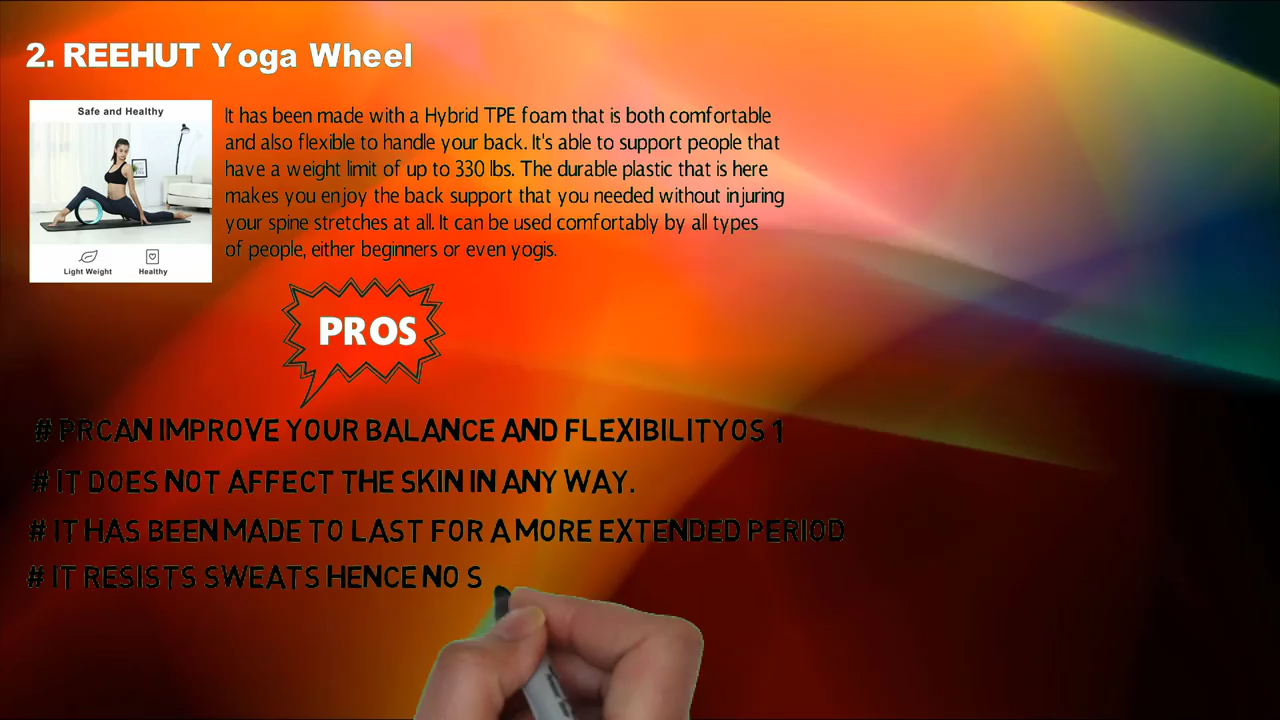 2. REEHUT Yoga Wheel
Safe and Healthy
Light Weight
Healthy
It has been made with a Hybrid TPE foam that is both comfortable
and also flexible to handle your back. It's able to support people that
have a weight limit of up to 330 lbs. The durable plastic that is here
makes you enjoy the back support that you needed without injuring
your spine stretches at all. It can be used comfortably by all types
of people, either beginners or even yogis.
PROS
# PRCAN IMPROVE YOUR BALANCE AND FLEXIBILITYOS 1
# IT DOES NOT AFFECT THE SKIN IN ANY WAY.
# IT HAS BEEN MADE TO LAST FOR A MORE EXTENDED PERIOD
# IT RESISTS SWEATS HENCE NO S